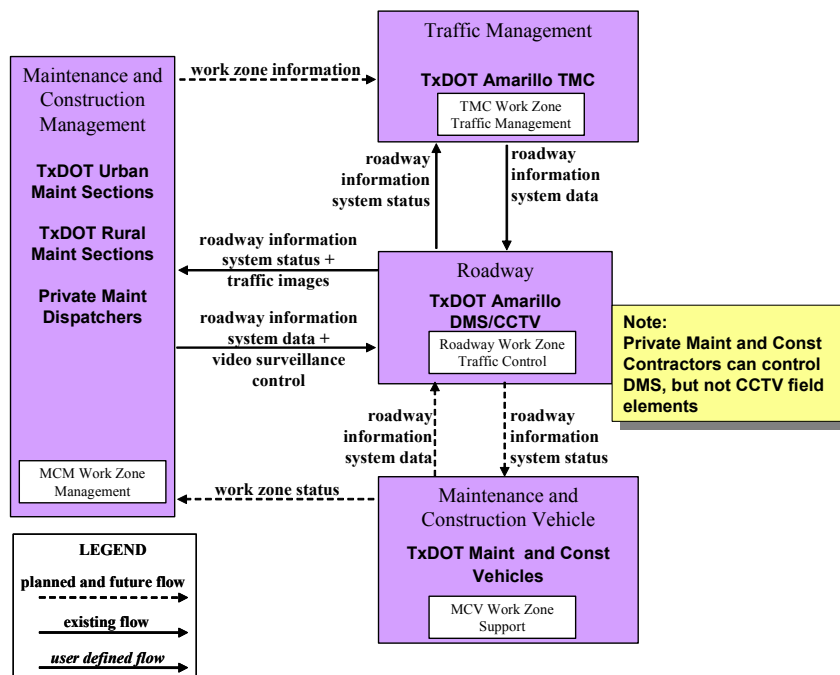 Maintenance and
Construction
Management
TxDOT Urban
Maint Sections
TxDOT Rural
Maint Sections
Private Maint
Dispatchers
MCM Work Zone
Management
work zone information
Traffic Management
TxDOT Amarillo TMC
TMC Work Zone
Traffic Management
roadway
information
system status
roadway
information
system data
roadway information
system status +
traffic images
roadway information
system data +
video surveillance
control
Roadway
TxDOT Amarillo
DMS/CCTV
Roadway Work Zone
Traffic Control
Note:
Private Maint and Const
Contractors can control
DMS, but not CCTV field
elements
roadway
information
system data
roadway
information
system status
work zone status
Maintenance and
Construction Vehicle
TxDOT Maint and Const
Vehicles
MCV Work Zone
Support
LEGEND
planned and future flow
existing flow
user defined flow